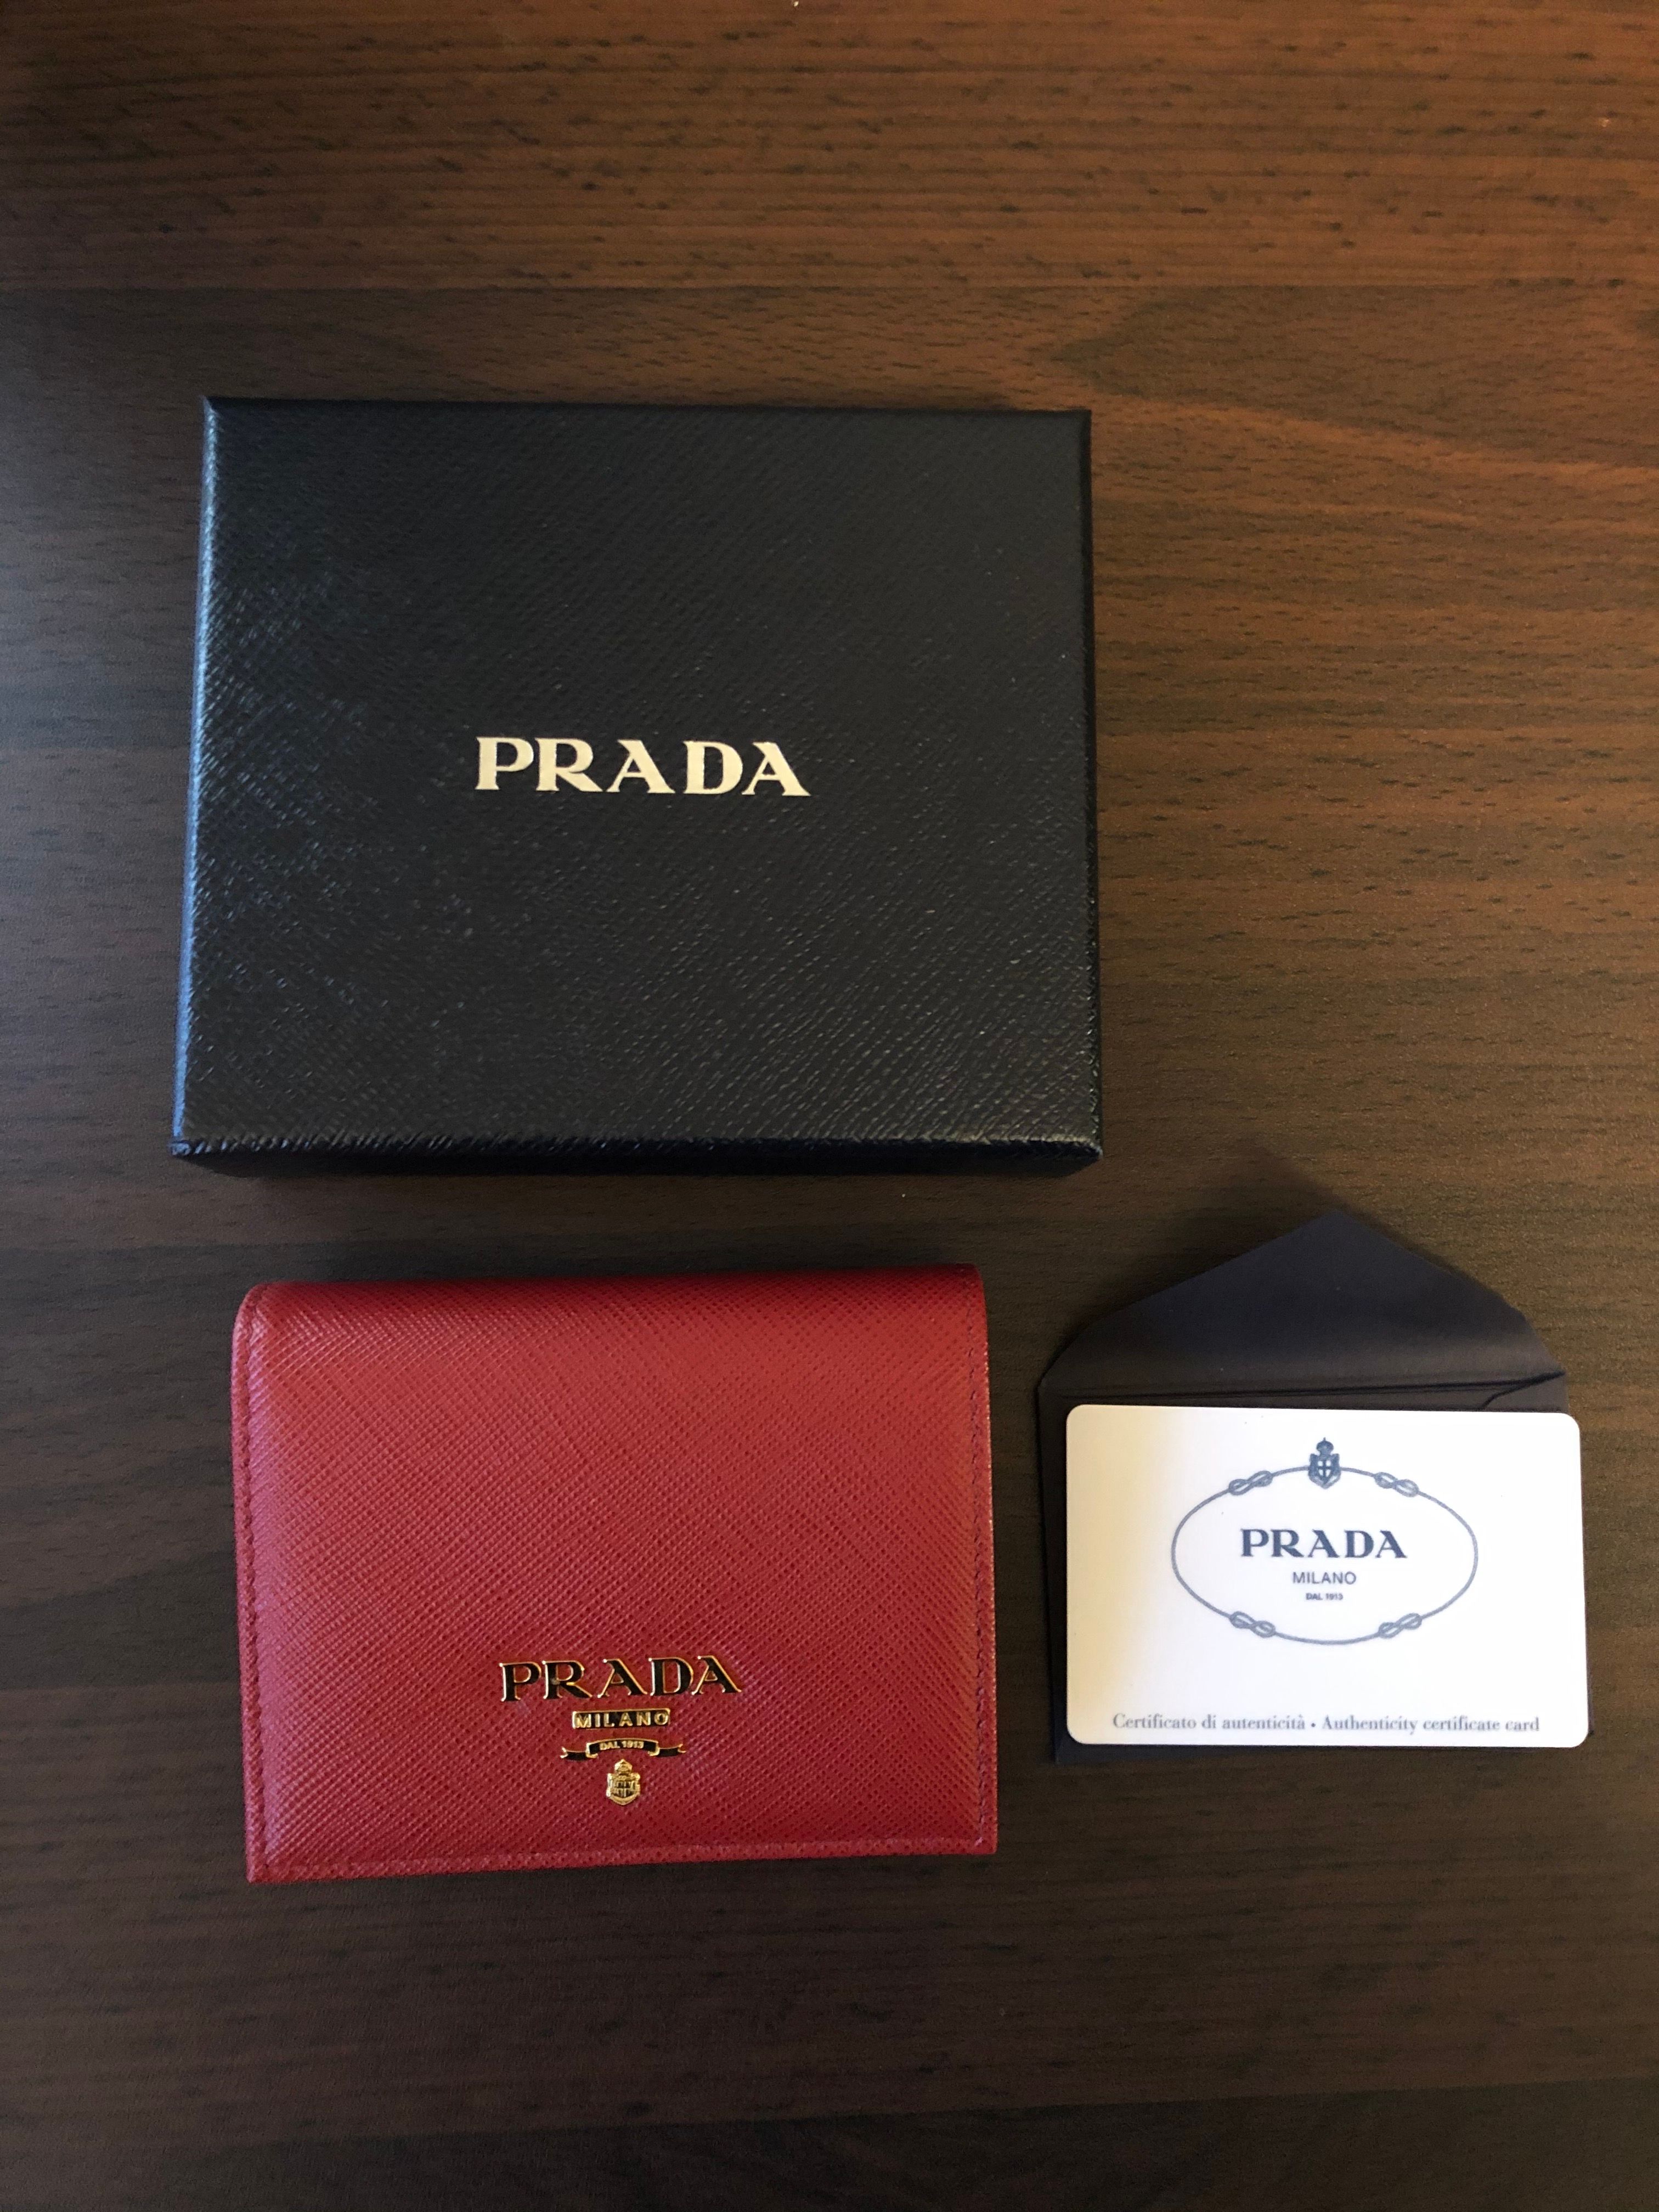 PRADA
PRADA
MILANO
DAL 1913
PRADA
MILANO
DAL 1913
Certificato di autenticità • Authenticity certificate card